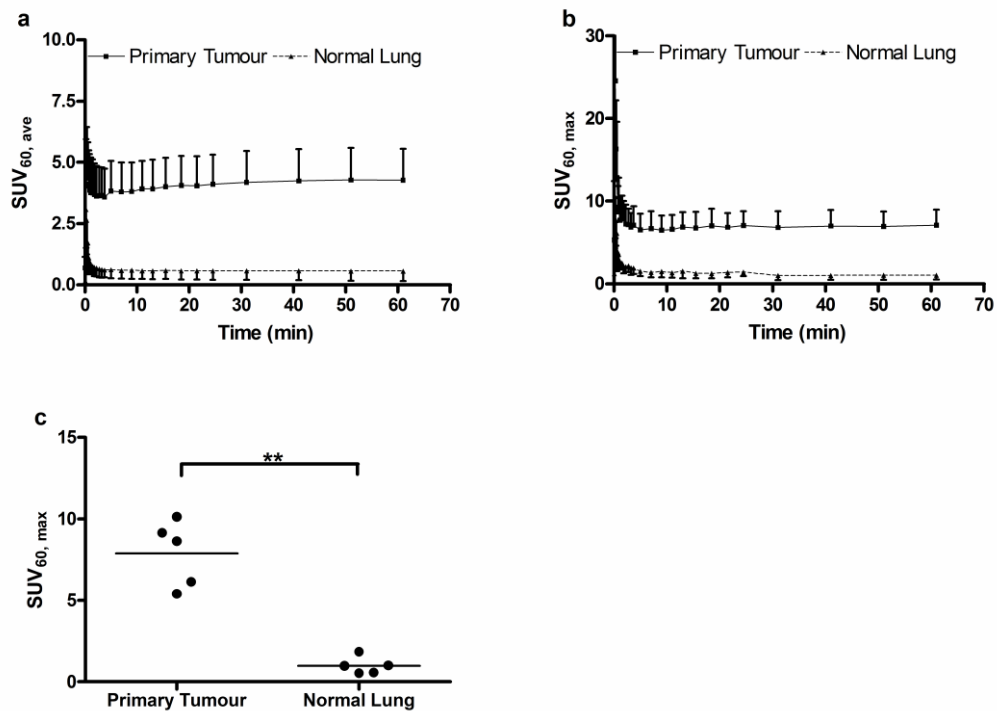 a
10.0
Primary Tumour Normal Lung
7.5
5.0
2.5
0.0
SUV60, ave
0 10 20 30 40 50 60 70
Time (min)
b
30
Primary Tumour Normal Lung
20
10
0
SUV60, max
0 10 20 30 40 50 60 70
Time (min)
c
15
**
10
5
0
SUV60, max
Primary Tumour Normal Lung